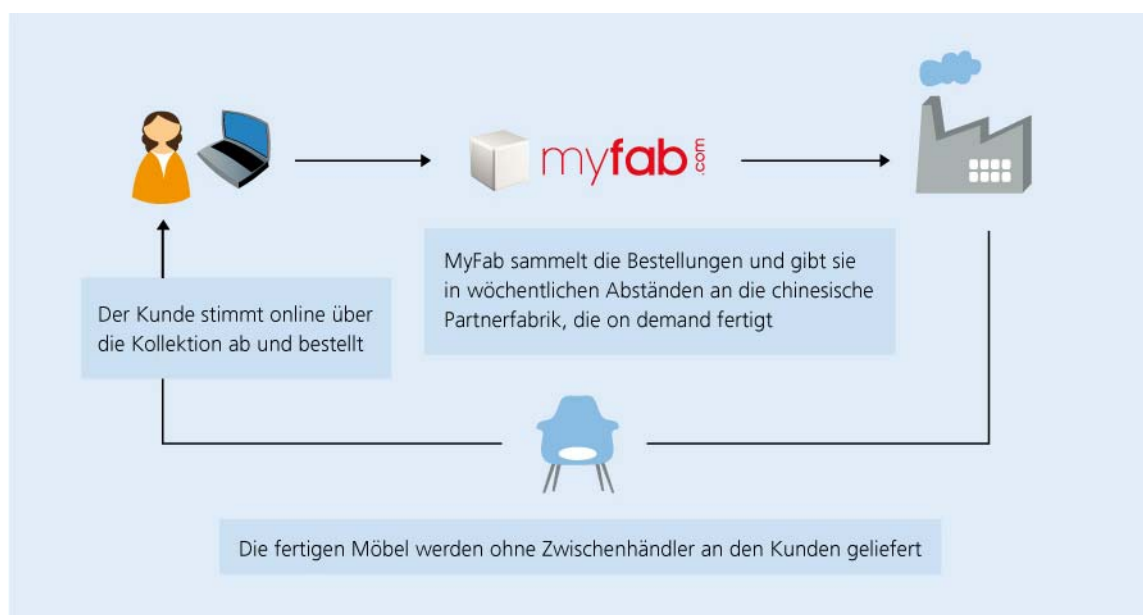 myfab.com
MyFab sammelt die Bestellungen und gibt sie
in wöchentlichen Abständen an die chinesische
Partnerfabrik, die on demand fertigt
Der Kunde stimmt online über
die Kollektion ab und bestellt
Die fertigen Möbel werden ohne Zwischenhändler an den Kunden geliefert